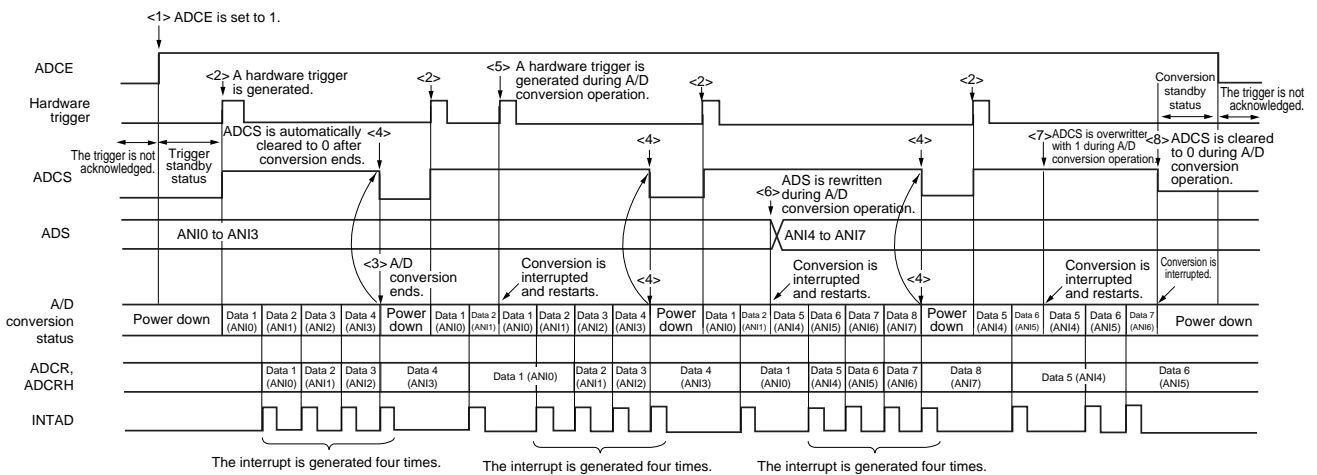 <1> ADCE is set to 1.
ADCE
<2> A hardware trigger
is generated.
<2>
<5> A hardware trigger is
generated during A/D
conversion operation.
<2>
<2>
Conversion
standby
status
The trigger is not
acknowledged.
Hardware
trigger
The trigger is not
acknowledged.
Trigger
standby
status
ADCS is automatically
cleared to 0 after
conversion ends.
<4>
<4>
<4>
<7> ADCS is overwritter
with 1 during A/D
conversion operation.
<8> ADCS is cleared
to 0 during A/D
conversion
operation.
ADCS
<6> ADS is rewritten
during A/D
conversion operation.
ADS
ANI0 to ANI3
ANI4 to ANI7
<3> A/D
conversion
ends.
Conversion is
interrupted
and restarts.
<4>
Conversion is
interrupted
and restarts.
<4>
Conversion is
interrupted
and restarts.
Conversion is
interrupted.
A/D
conversion
status
Power down
Data 1
(ANI0)
Data 2
(ANI1)
Data 3
(ANI2)
Data 4
(ANI3)
Power
down
Data 1
(ANI0)
Data 2
(ANI1)
Data 1
(ANI0)
Data 2
(ANI1)
Data 3
(ANI2)
Data 4
(ANI3)
Power
down
Data 1
(ANI0)
Data 2
(ANI1)
Data 5
(ANI4)
Data 6
(ANI5)
Data 7
(ANI6)
Data 8
(ANI7)
Power
down
Data 5
(ANI4)
Data 6
(ANI5)
Data 5
(ANI4)
Data 6
(ANI5)
Data 7
(ANI6)
Power down
ADCR,
ADCRH
Data 1
(ANI0)
Data 2
(ANI1)
Data 3
(ANI2)
Data 4
(ANI3)
Data 1 (ANI0)
Data 2
(ANI1)
Data 3
(ANI2)
Data 4
(ANI3)
Data 1
(ANI0)
Data 5
(ANI4)
Data 6
(ANI5)
Data 7
(ANI6)
Data 8
(ANI7)
Data 5 (ANI4)
Data 6
(ANI5)
INTAD
The interrupt is generated four times.
The interrupt is generated four times.
The interrupt is generated four times.